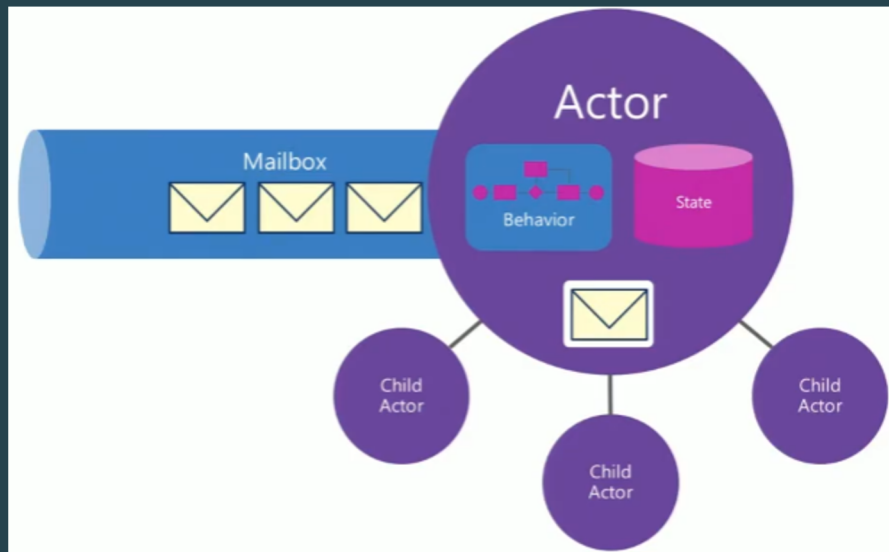 Actor
Mailbox
Behavior
State
Child
Actor
Child
Actor
Child
Actor